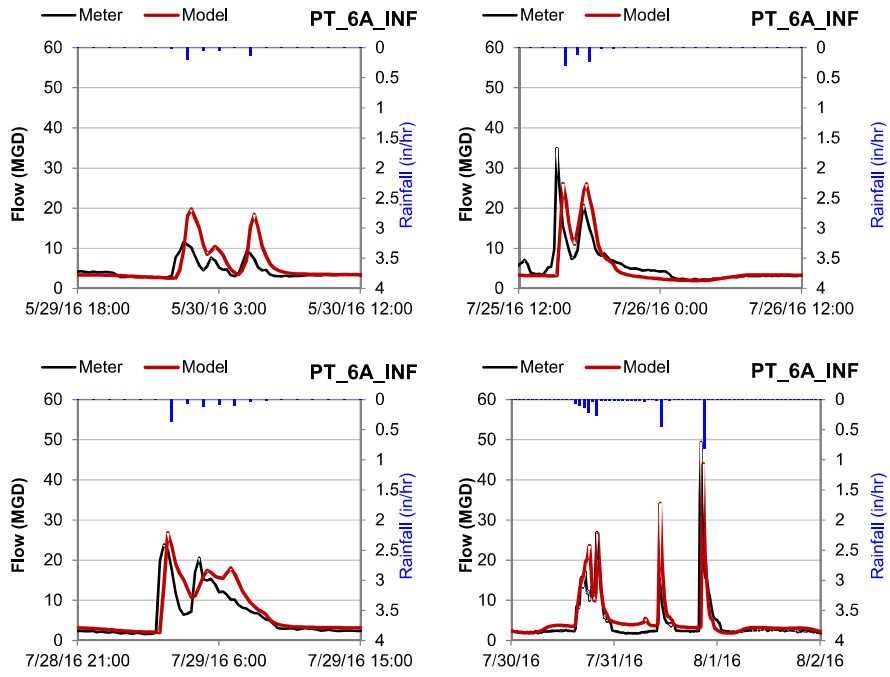 Meter Model PT_6A_INF
60 0
50 0.5
40 1
30 1.5
20 2
10 2.5
0 3
3.5
4
Flow (MGD)
Rainfall (in/hr)
5/29/16 18:00 5/30/16 3:00 5/30/16 12:00
Meter Model PT_6A_INF
60 0
50 0.5
40 1
30 1.5
20 2
10 2.5
0 3
3.5
4
Flow (MGD)
Rainfall (in/hr)
7/25/16 12:00 7/26/16 0:00 7/26/16 12:00
Meter Model PT_6A_INF
60 0
50 0.5
40 1
30 1.5
20 2
10 2.5
0 3
3.5
4
Flow (MGD)
Rainfall (in/hr)
7/28/16 21:00 7/29/16 6:00 7/29/16 15:00
Meter Model PT_6A_INF
60 0
50 0.5
40 1
30 1.5
20 2
10 2.5
0 3
3.5
4
Flow (MGD)
Rainfall (in/hr)
7/30/16 7/31/16 8/1/16 8/2/16